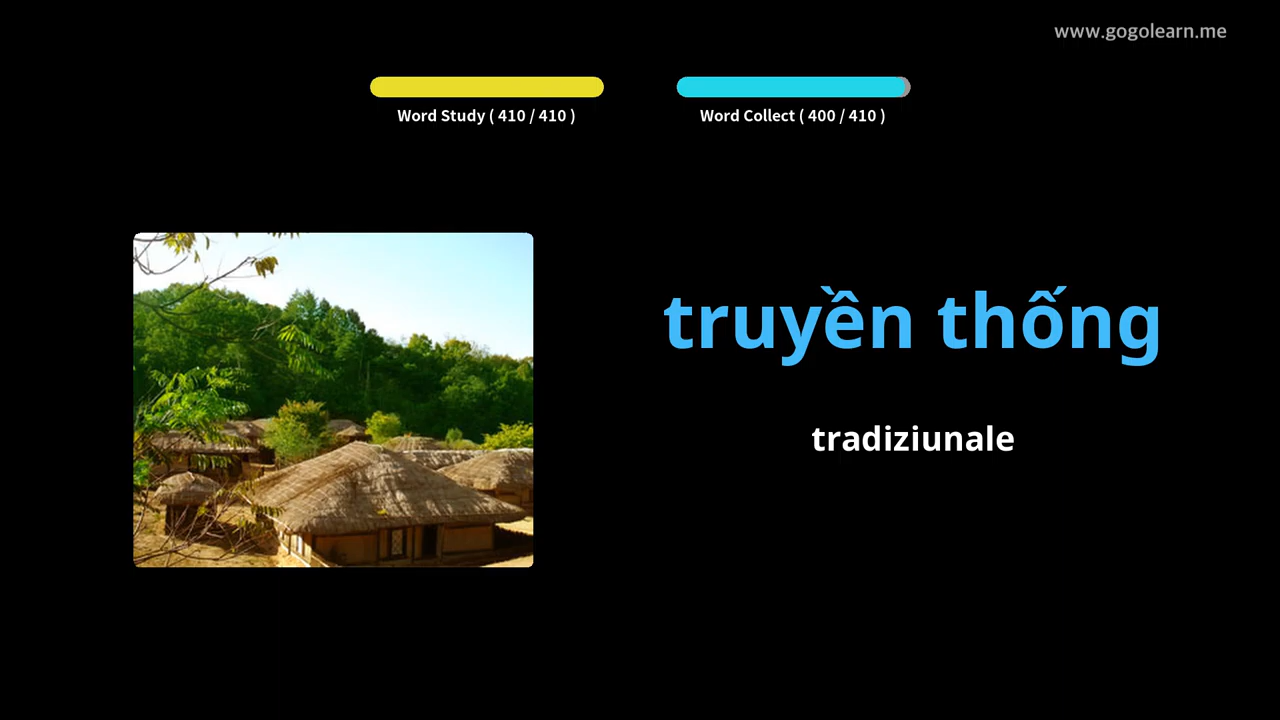 www.gogolearn.me
Word Study ( 410 / 410 )
Word Collect ( 400 / 410 )
truyền thống
tradiziunale